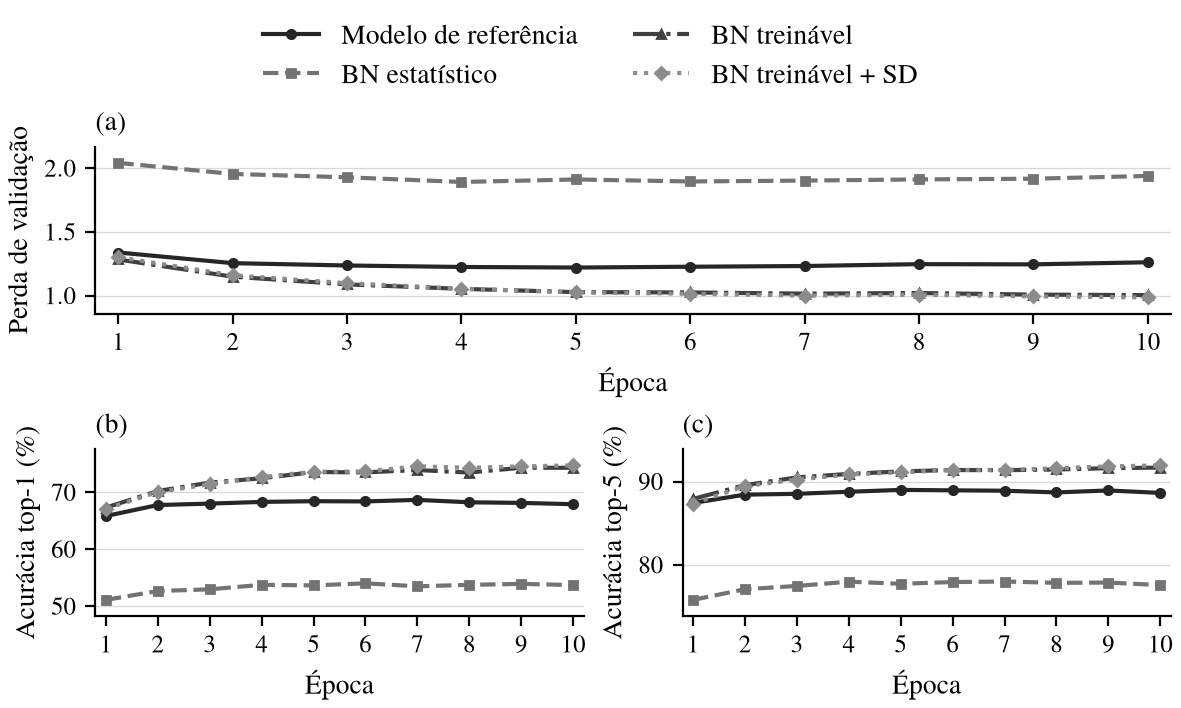 Modelo de referência
BN estatístico
BN treinável
BN treinável + SD
(a)
Perda de validação
2.0
1.5
1.0
1 2 3 4 5 6 7 8 9 10
Época
(b)
Acurácia top-1 (%)
70
60
50
1 2 3 4 5 6 7 8 9 10
Época
(c)
Acurácia top-5 (%)
90
80
1 2 3 4 5 6 7 8 9 10
Época